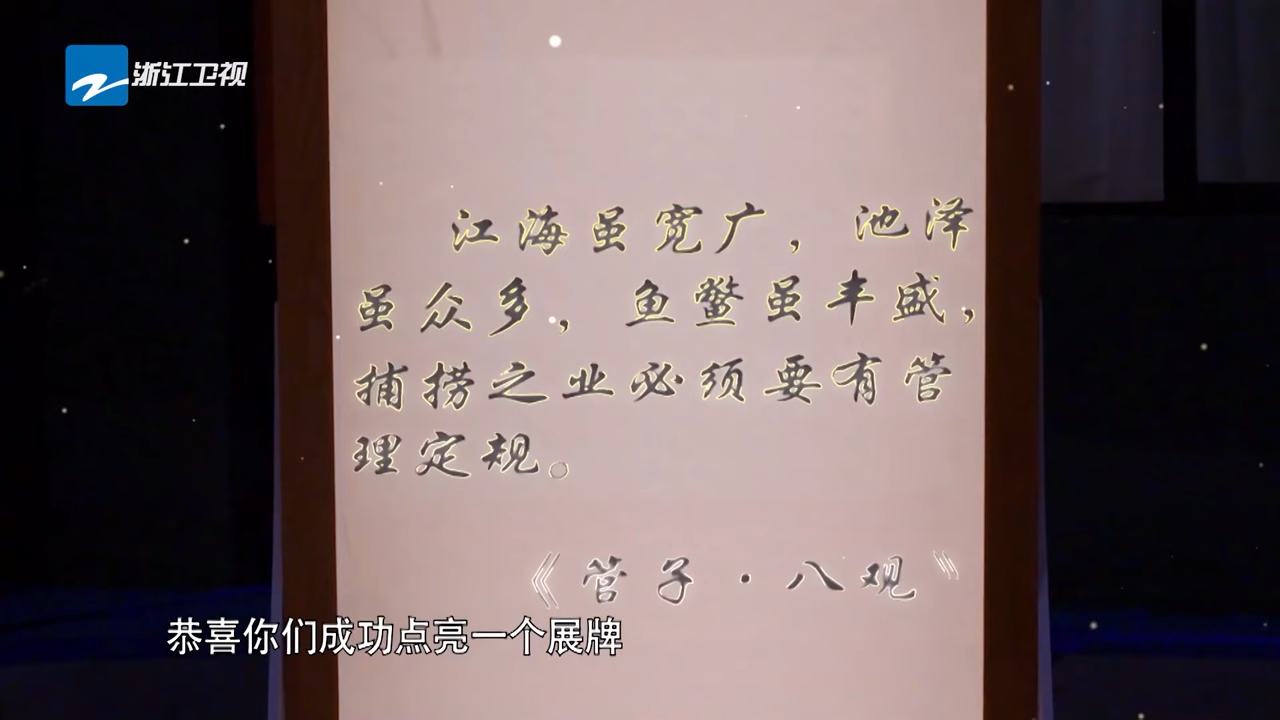 浙江卫视
江海虽宽广，池泽
虽众多，鱼鳖虽丰盛，
捕捞之业必须要有管
理定规。
《管子·八观》
恭喜你们成功点亮一个展牌